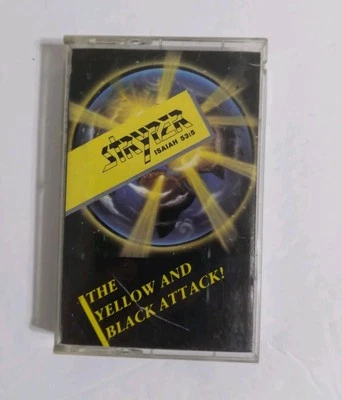 STRYPER
ISAIAH 53:5
THE
YELLOW AND
BLACK ATTACK!